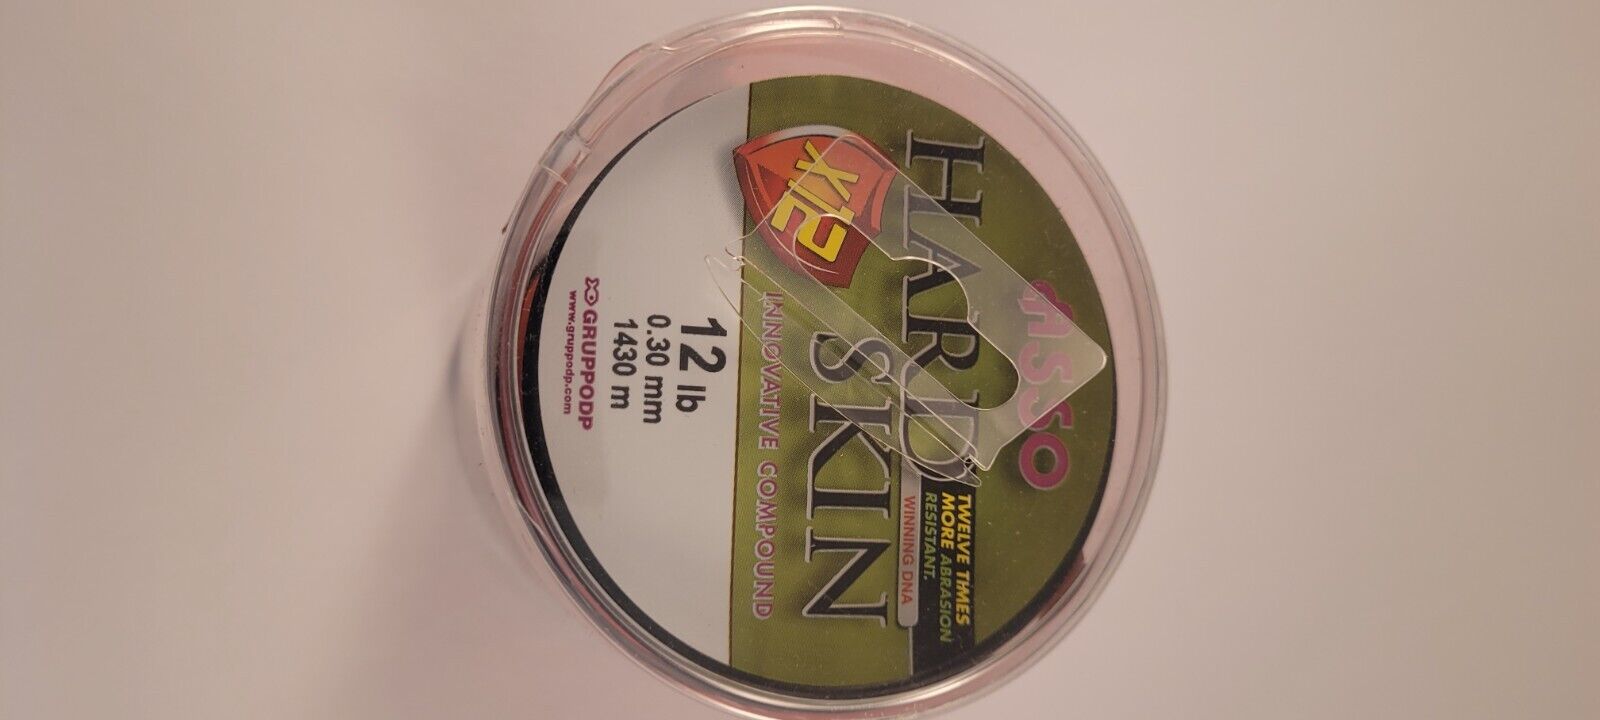 ASSO
HARD
SKIN
TWELVE TIMES
MORE ABRASION
RESISTANT.
WINNING DNA
X12
INNOVATIVE COMPOUND
12 lb
0.30 mm
1430 m
GRUPPODP
www.gruppodp.com